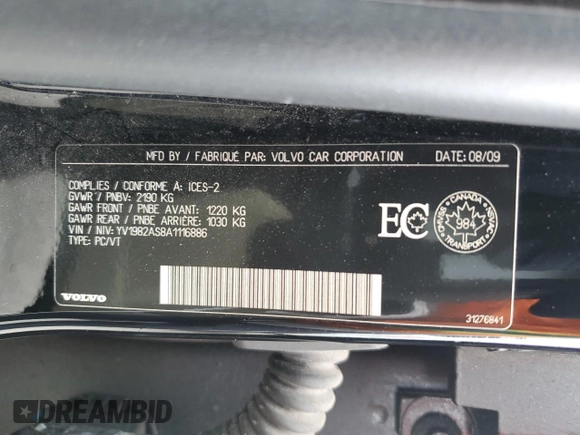 MFD BY / FABRIQUÉ PAR: VOLVO CAR CORPORATION DATE: 08/09
COMPLIES / CONFORME À: ICES-2
GVWR / PNBV: 2190 KG
GAWR FRONT / PNBE AVANT: 1220 KG
GAWR REAR / PNBE ARRIÈRE: 1030 KG
VIN / NIV: YV1982AS8A1116886
TYPE: PC/VT
EC
CANADA
984
TRANSPORT
VOLVO
31276841
DREAMBID